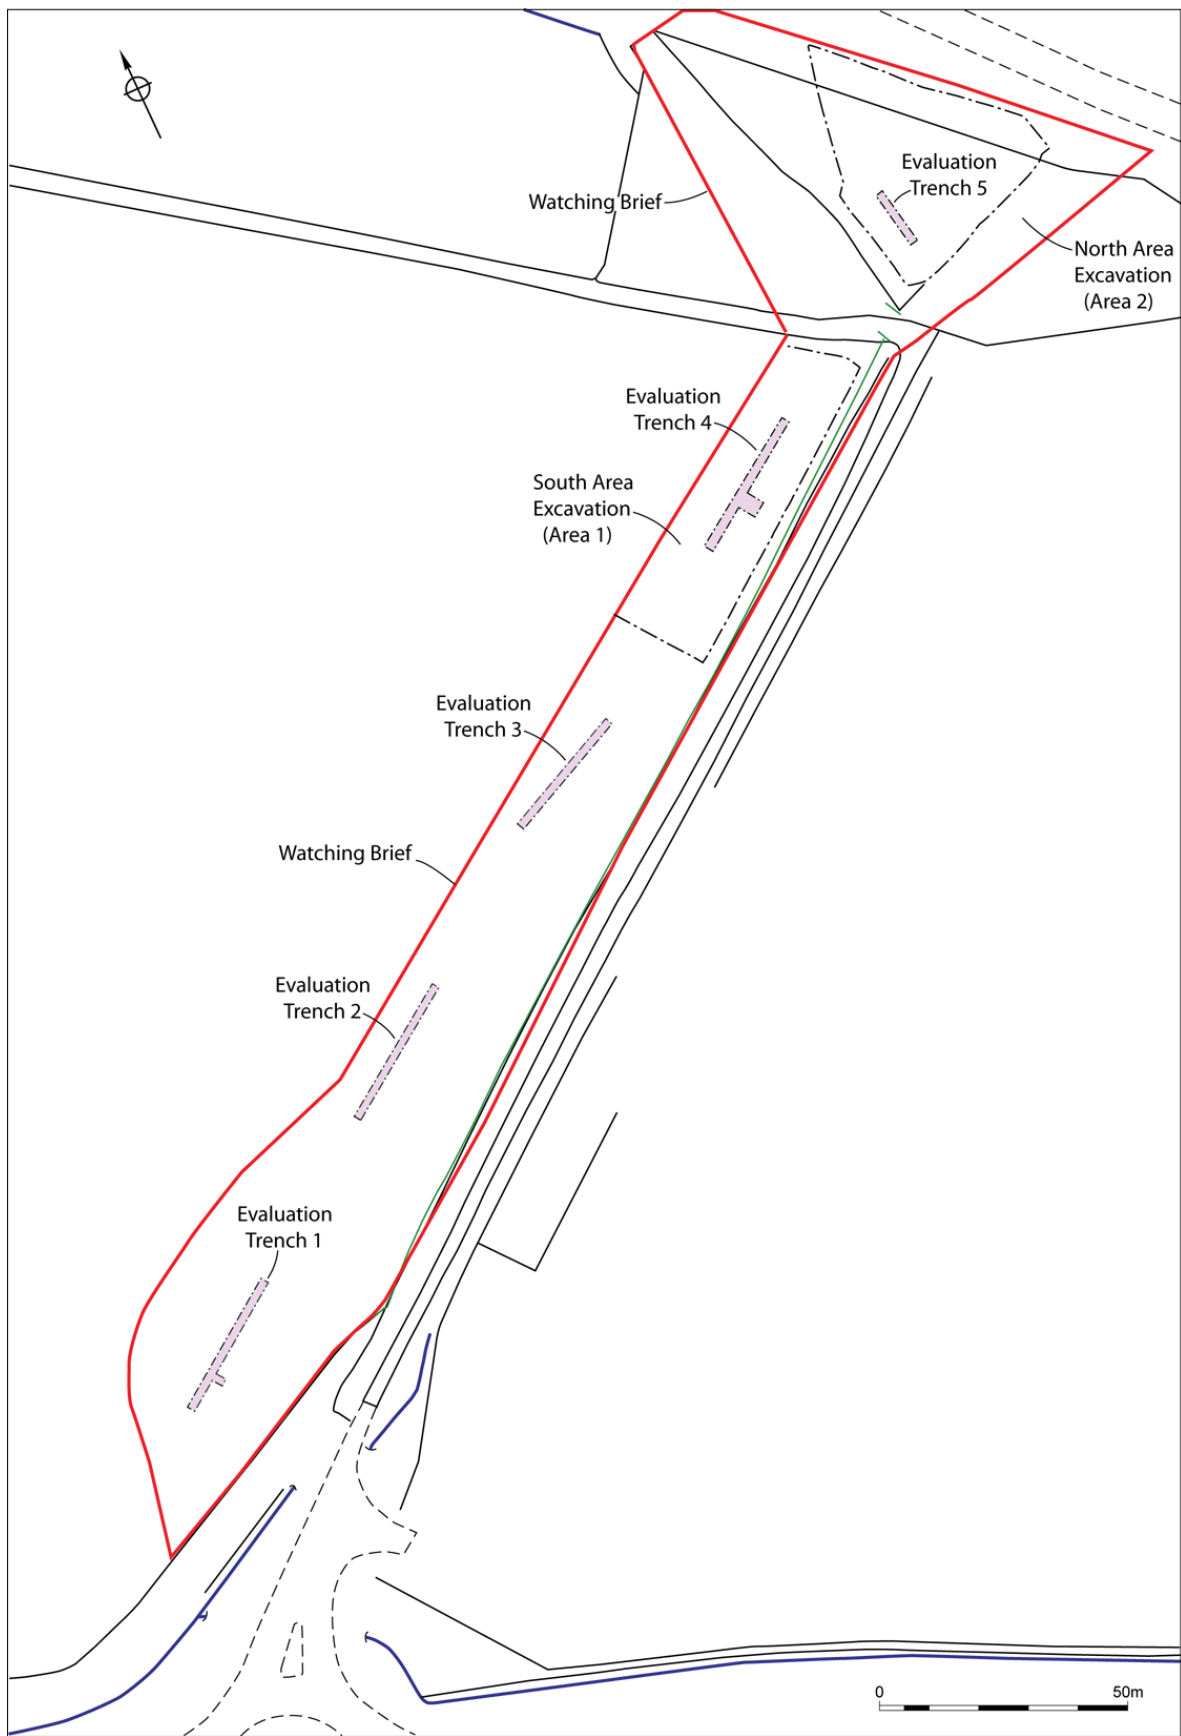 Evaluation
Trench 5
Watching Brief
North Area
Excavation
(Area 2)
Evaluation
Trench 4
South Area
Excavation
(Area 1)
Evaluation
Trench 3
Watching Brief
Evaluation
Trench 2
Evaluation
Trench 1
0
50m